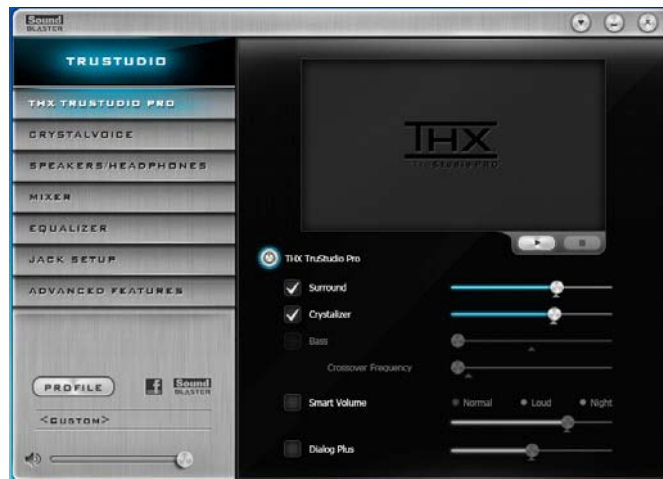 Sound
BLASTER
TRUSTUDIO
THX TRUSTUDIO PRO
CRYSTALVOICE
SPEAKERS/HEADPHONES
MIXER
EQUALIZER
JACK SETUP
ADVANCED FEATURES
PROFILE
f
Sound
BLASTER
<CUSTOM>
THX
TruStudio PRO
THX TruStudio Pro
Surround
Crystalizer
Bass
Crossover Frequency
Smart Volume
Normal Loud Night
Dialog Plus